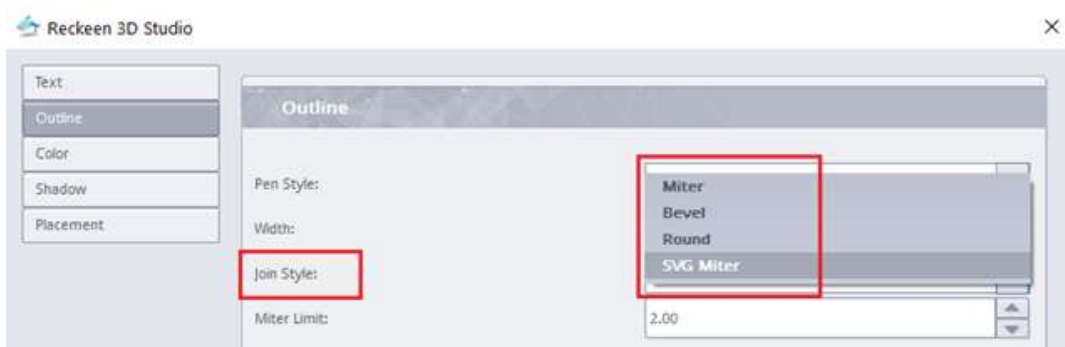 Reckeen 3D Studio
Text
Outline
Color
Shadow
Placement
Outline
Pen Style:
Width:
Join Style:
Miter Limit:
Miter
Bevel
Round
SVG Miter
2.00